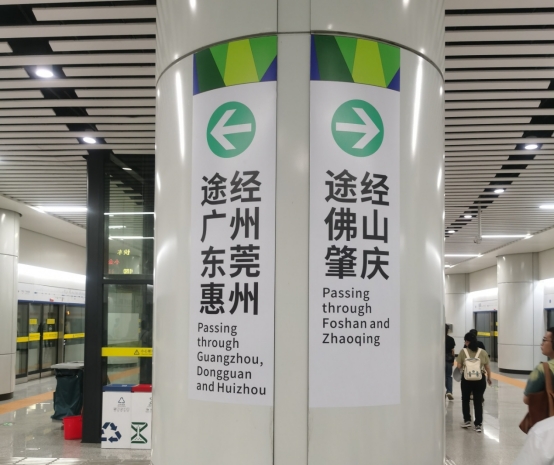 途经
广州
东莞
惠州
Passing
through
Guangzhou,
Dongguan
and Huizhou
途经
佛山
肇庆
Passing
through
Foshan and
Zhaoqing